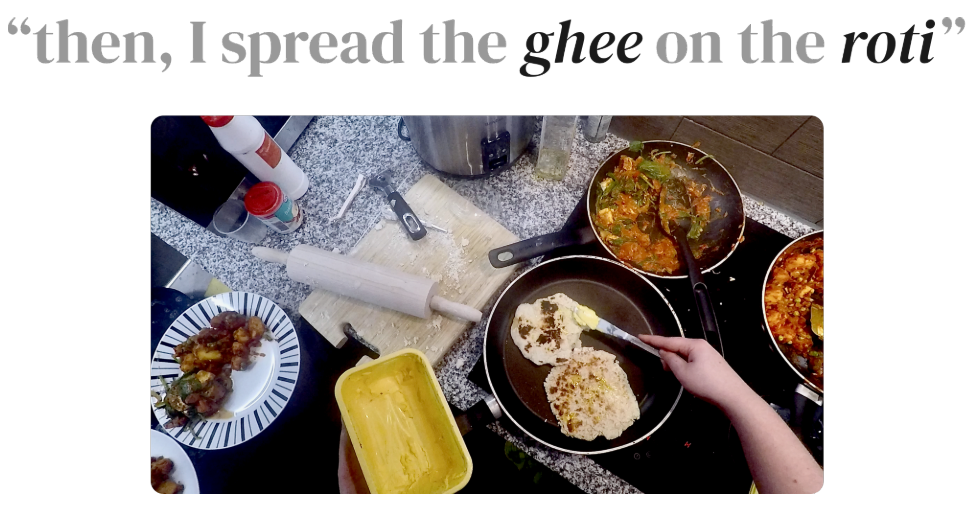 “then, I spread the ghee on the roti”